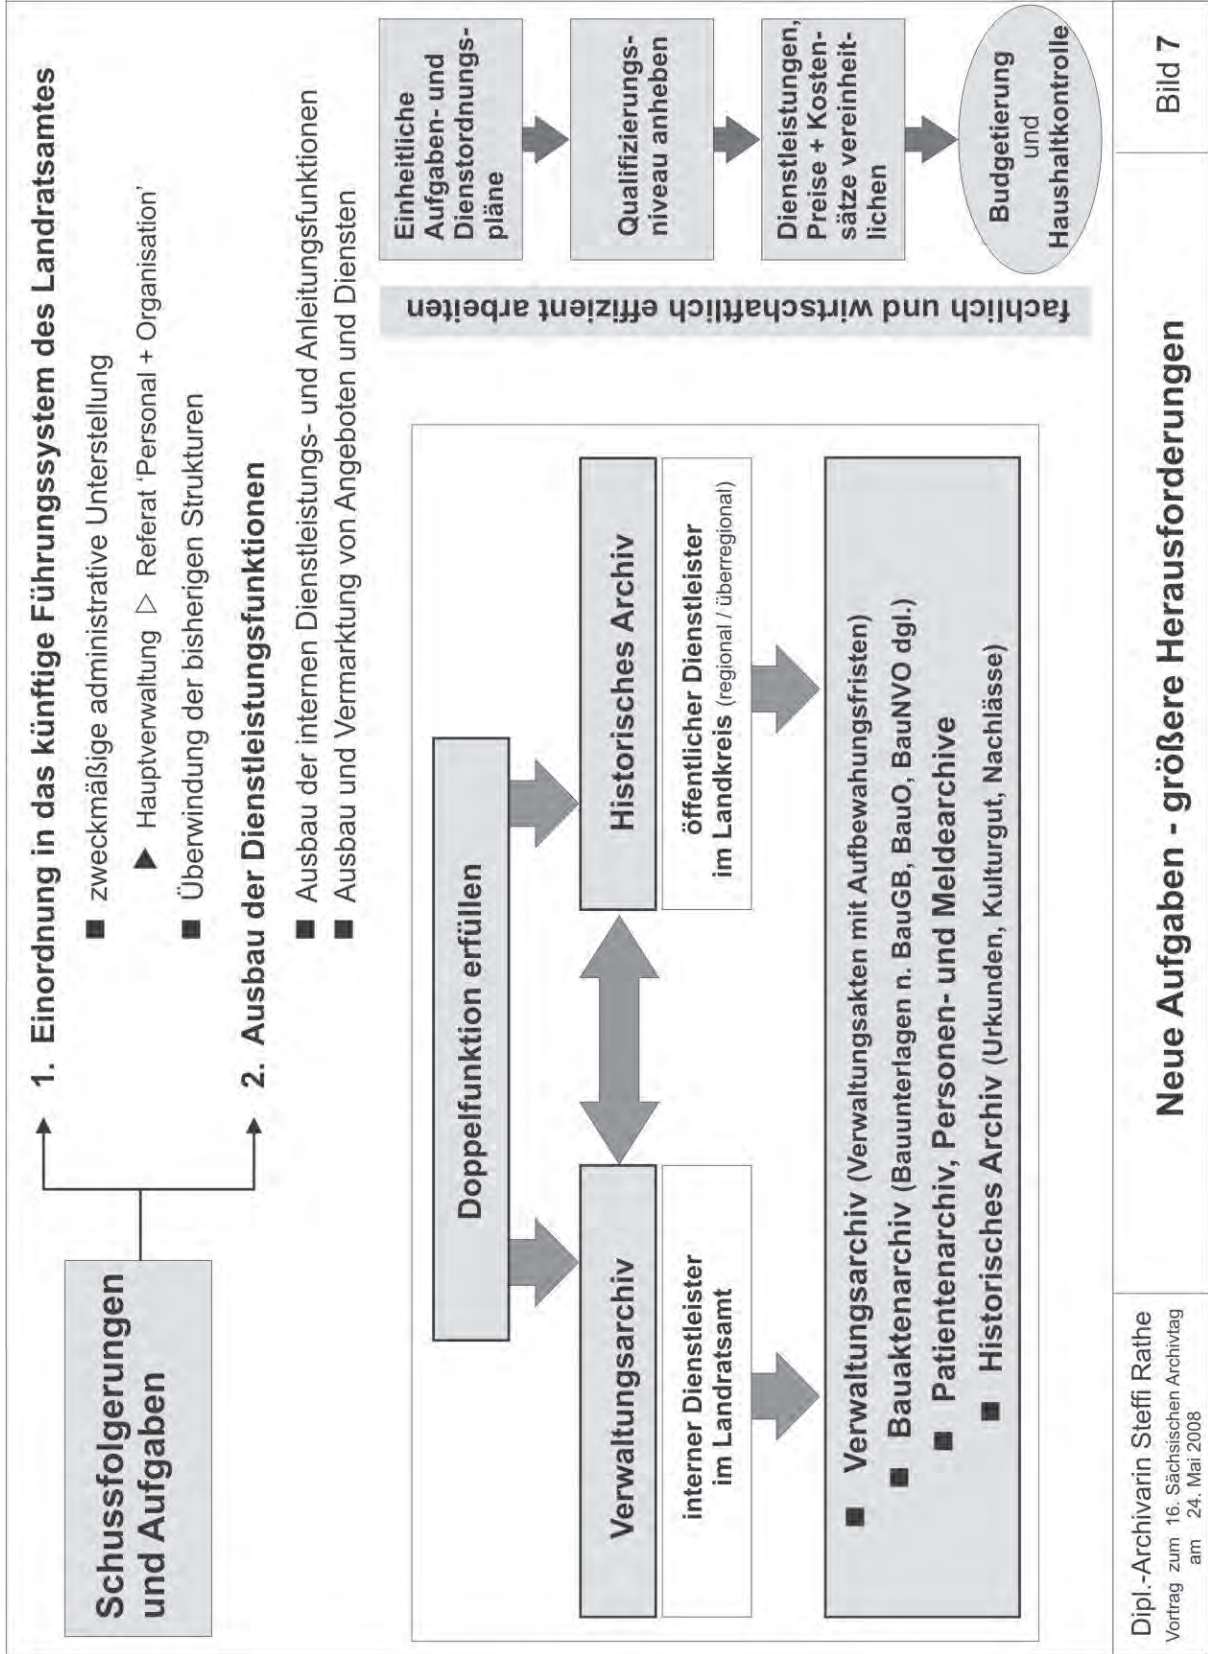 Schussfolgerungen
und Aufgaben
1. Einordnung in das künftige Führungssystem des Landratsamtes
■ zweckmäßige administrative Unterstellung
▶ Hauptverwaltung ▷ Referat 'Personal + Organisation'
■ Überwindung der bisherigen Strukturen
2. Ausbau der Dienstleistungsfunktionen
■ Ausbau der internen Dienstleistungs- und Anleitungsfunktionen
■ Ausbau und Vermarktung von Angeboten und Diensten
Doppelfunktion erfüllen
Verwaltungsarchiv
interner Dienstleister
im Landratsamt
Historisches Archiv
öffentlicher Dienstleister
im Landkreis (regional / überregional)
■ Verwaltungsarchiv (Verwaltungsakten mit Aufbewahungsfristen)
■ Bauaktenarchiv (Bauunterlagen n. BauGB, BauO, BauNVO dgl.)
■ Patientenarchiv, Personen- und Meldearchive
■ Historisches Archiv (Urkunden, Kulturgut, Nachlässe)
fachlich und wirtschaftlich effizient arbeiten
Einheitliche
Aufgaben- und
Dienstordnungs-
pläne
Qualifizierungs-
niveau anheben
Dienstleistungen,
Preise + Kosten-
sätze vereinheit-
lichen
Budgetierung
und
Haushaltkontrolle
Dipl.-Archivarin Steffi Rathe
Vortrag zum 16. Sächsischen Archivtag
am 24. Mai 2008
Neue Aufgaben - größere Herausforderungen
Bild 7